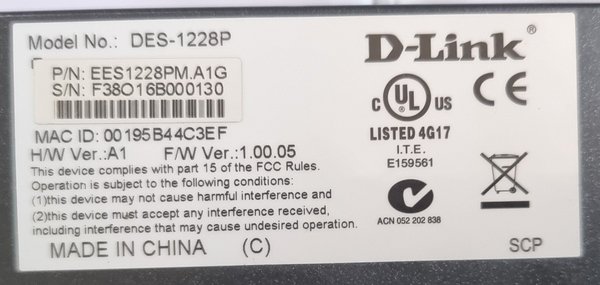 Model No.: DES-1228P
D-Link
P/N: EES1228PM.A1G
S/N: F38O16B000130
MAC ID: 00195B44C3EF
H/W Ver.:A1 F/W Ver.:1.00.05
This device complies with part 15 of the FCC Rules.
Operation is subject to the following conditions:
(1)this device may not cause harmful interference and
(2)this device must accept any interference received,
including interference that may cause undesired operation.
MADE IN CHINA (C)
C UL US
LISTED 4G17
I.T.E.
E159561
CE
N
ACN 052 202 838
SCP